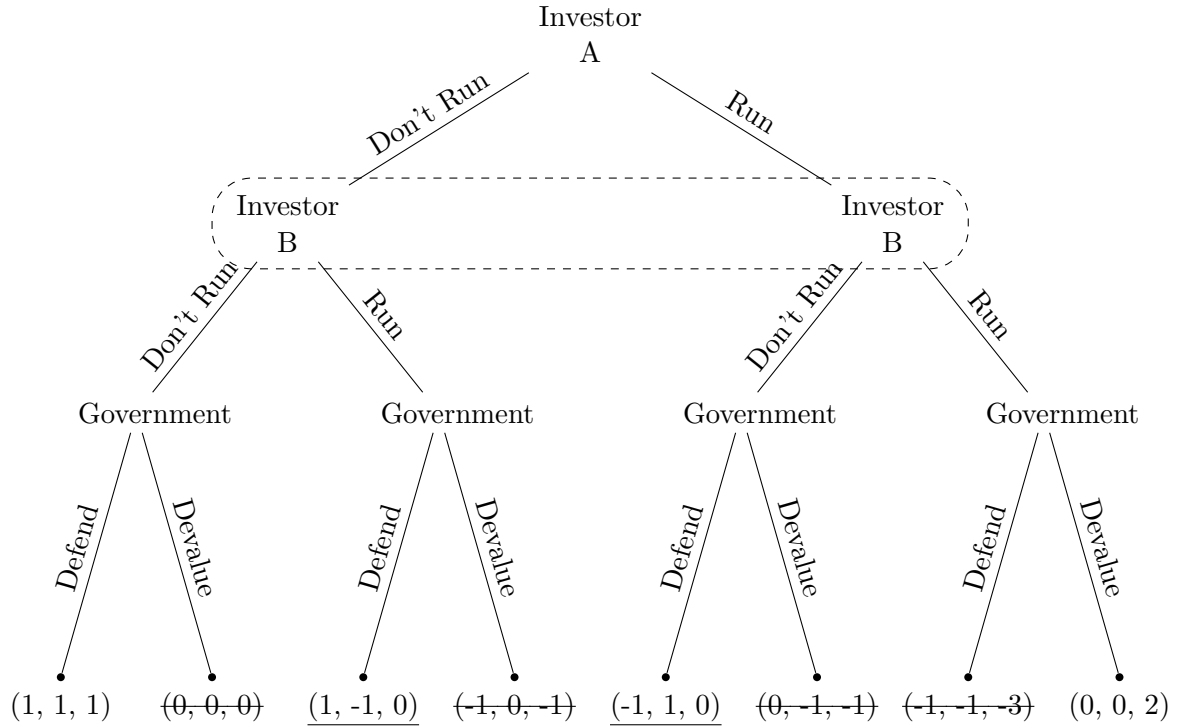 Investor
A
Don't Run
Run
Investor
B
Investor
B
Don't Run
Run
Don't Run
Run
Government
Government
Government
Government
Defend
Devalue
Defend
Devalue
Defend
Devalue
Defend
Devalue
(1, 1, 1)
(0, 0, 0)
(1, -1, 0)
(-1, 0, -1)
(-1, 1, 0)
(0, -1, -1)
(-1, -1, -3)
(0, 0, 2)